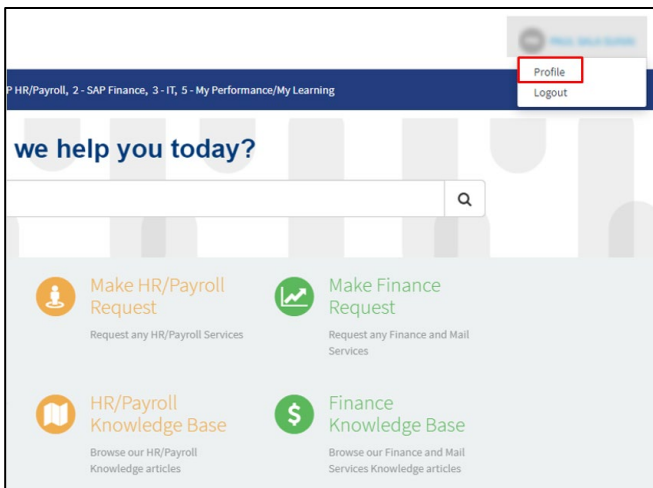 Profile
Logout
P HR/Payroll, 2 - SAP Finance, 3 - IT, 5 - My Performance/My Learning
we help you today?
Make HR/Payroll
Request
Request any HR/Payroll Services
Make Finance
Request
Request any Finance and Mail
Services
HR/Payroll
Knowledge Base
Browse our HR/Payroll
Knowledge articles
Finance
Knowledge Base
Browse our Finance and Mail
Services Knowledge articles